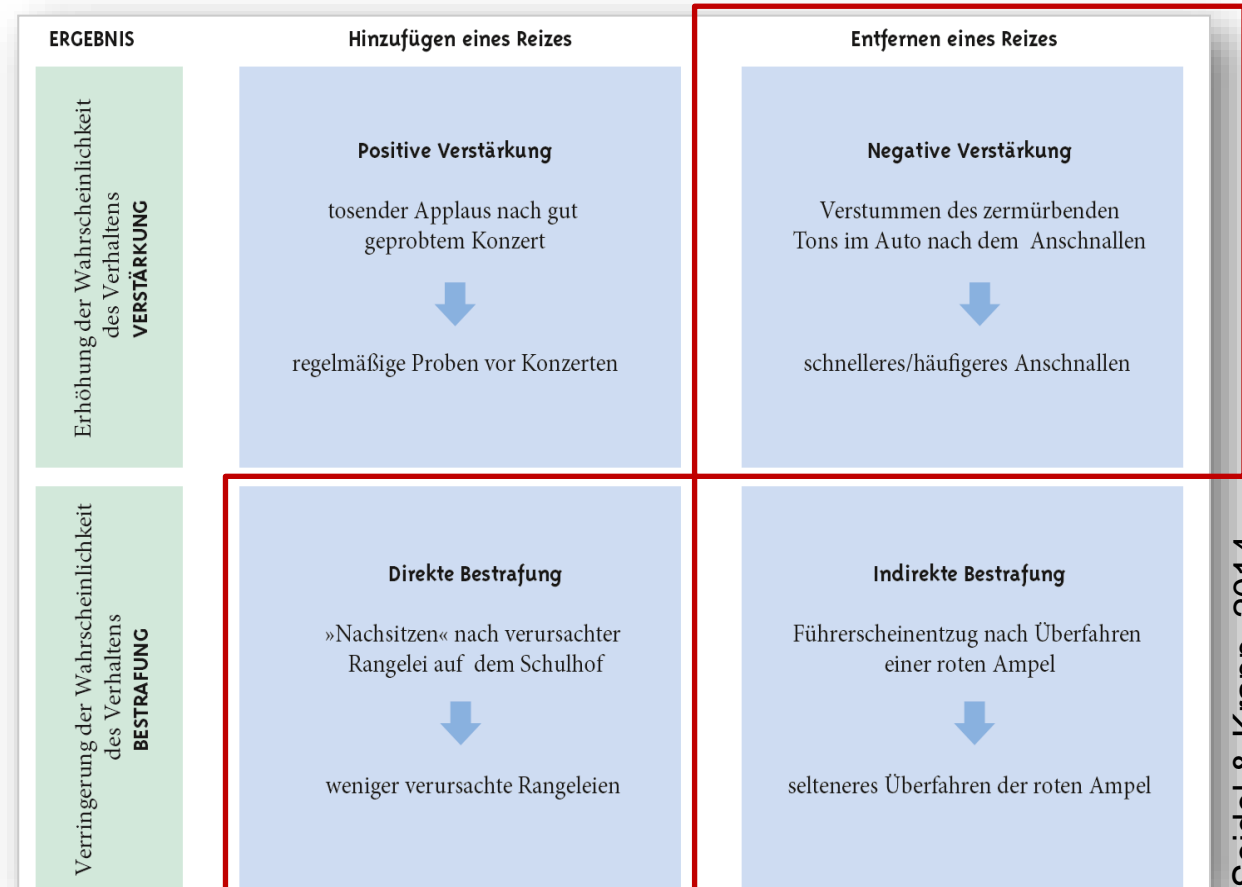 ERGEBNIS
Hinzufügen eines Reizes
Entfernen eines Reizes
Erhöhung der Wahrscheinlichkeit
des Verhaltens
VERSTÄRKUNG
Positive Verstärkung
tosender Applaus nach gut
geprobtem Konzert
regelmäßige Proben vor Konzerten
Negative Verstärkung
Verstummen des zermürbenden
Tons im Auto nach dem Anschnallen
schnelleres/häufigeres Anschnallen
Verringerung der Wahrscheinlichkeit
des Verhaltens
BESTRAFUNG
Direkte Bestrafung
»Nachsitzen« nach verursachter
Rangelei auf dem Schulhof
weniger verursachte Rangeleien
Indirekte Bestrafung
Führerscheinentzug nach Überfahren
einer roten Ampel
selteneres Überfahren der roten Ampel